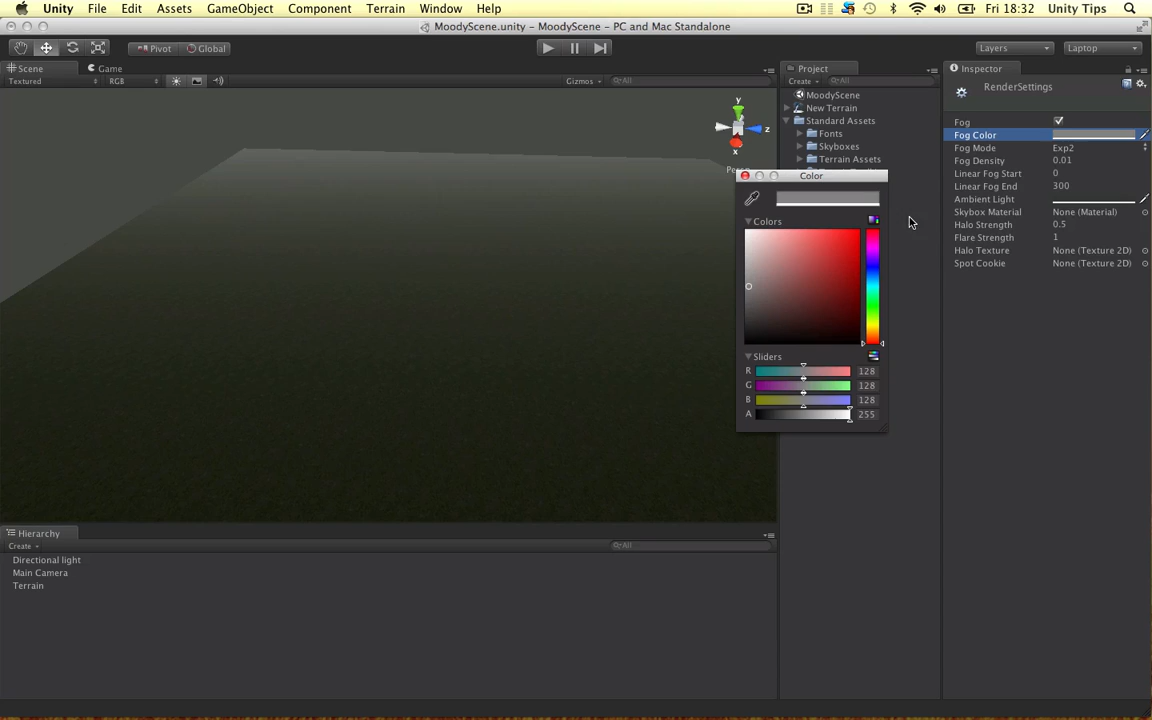 Unity File Edit Assets GameObject Component Terrain Window Help Fri 18:32 Unity Tips
MoodyScene.unity - MoodyScene - PC and Mac Standalone
Pivot Global Layers Laptop
Scene Game Project Inspector
Textured RGB Gizmos All Create All
RenderSettings
MoodyScene
New Terrain
Standard Assets
Fonts
Skyboxes
Terrain Assets
Fog
Fog Color
Fog Mode Exp2
Fog Density 0.01
Linear Fog Start 0
Linear Fog End 300
Ambient Light
Skybox Material None (Material)
Halo Strength 0.5
Flare Strength 1
Halo Texture None (Texture 2D)
Spot Cookie None (Texture 2D)
y
z
x
Color
Colors
Sliders
R 128
G 128
B 128
A 255
Hierarchy
Create All
Directional light
Main Camera
Terrain